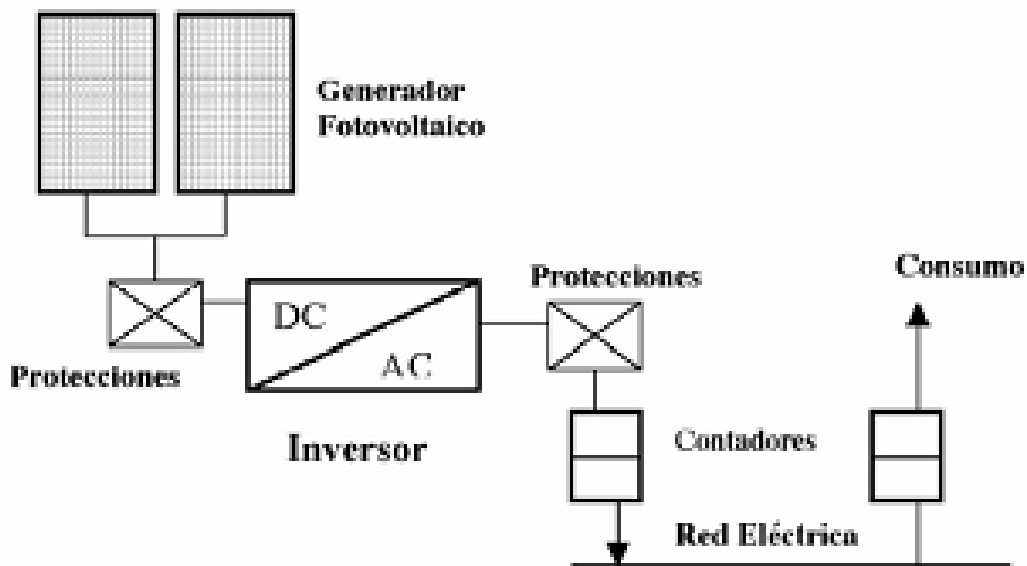 Generador
Fotovoltaico
Protecciones
Consumo
DC
AC
Protecciones
Inversor
Contadores
Red Eléctrica